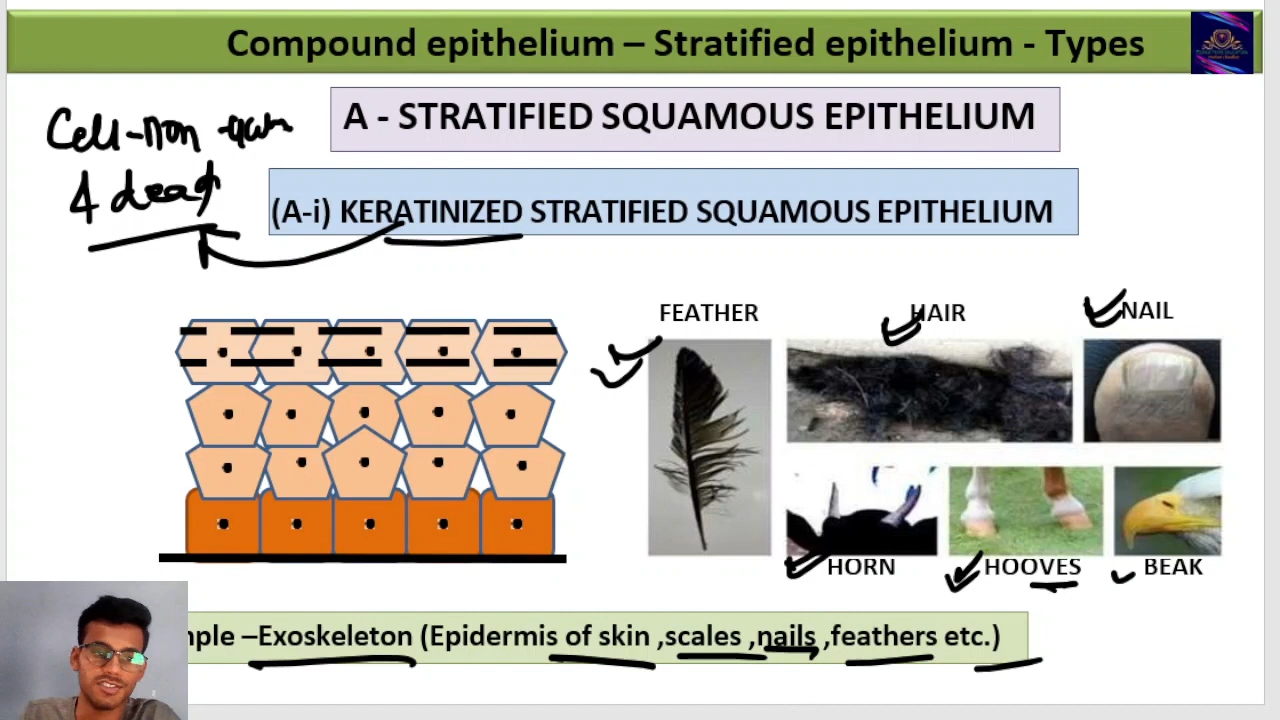 Compound epithelium – Stratified epithelium - Types
A - STRATIFIED SQUAMOUS EPITHELIUM
Cell-non
& dead
(A-i) KERATINIZED STRATIFIED SQUAMOUS EPITHELIUM
FEATHER
HAIR
NAIL
HORN
HOOVES
BEAK
mple –Exoskeleton (Epidermis of skin ,scales ,nails ,feathers etc.)